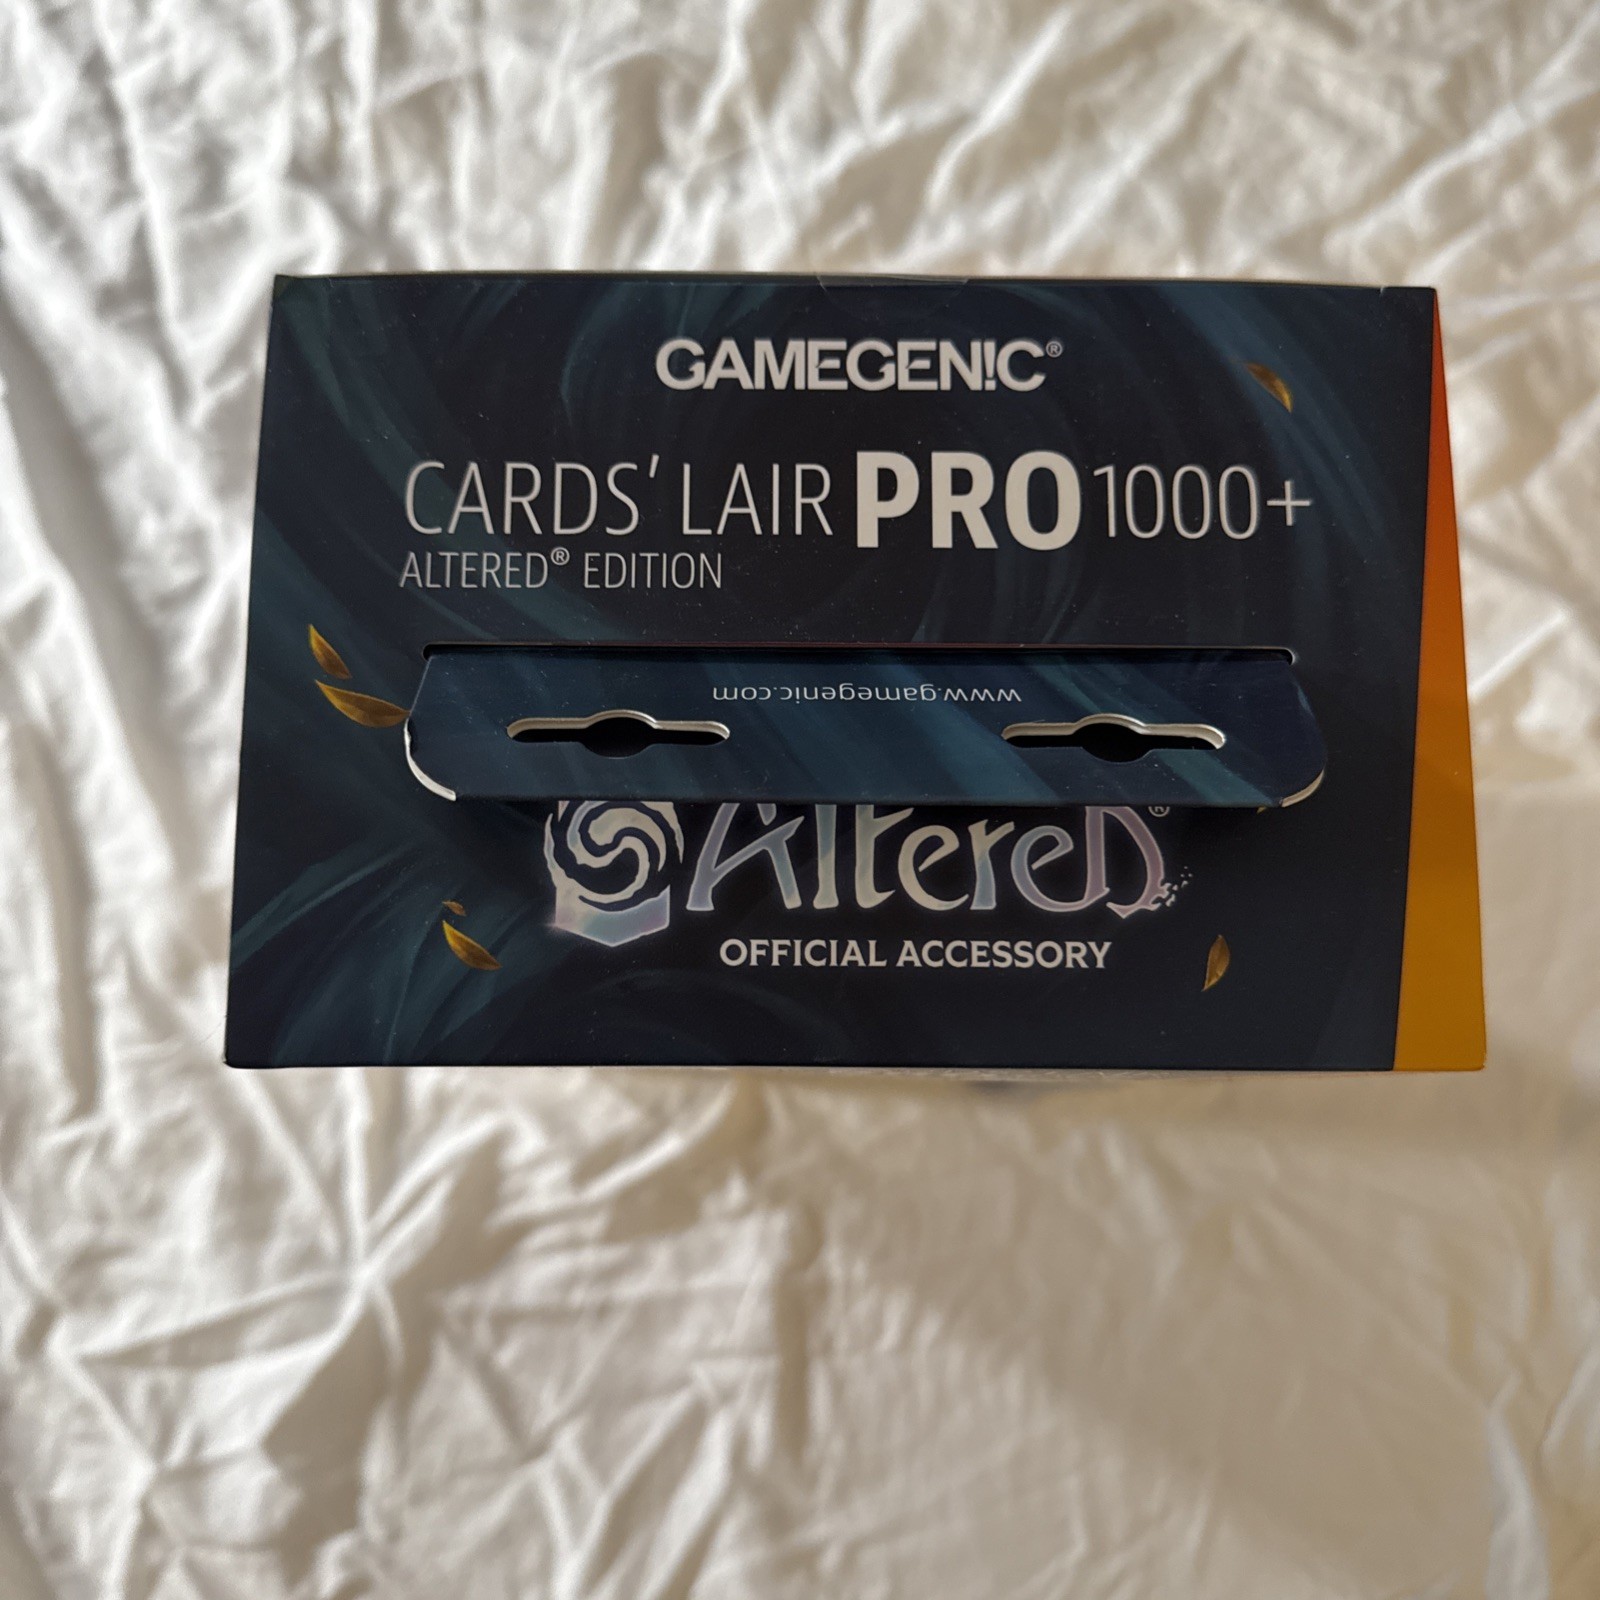 GAMEGEN!C®
CARDS' LAIR PRO 1000+
ALTERED® EDITION
www.gamegenic.com
Altered®
OFFICIAL ACCESSORY